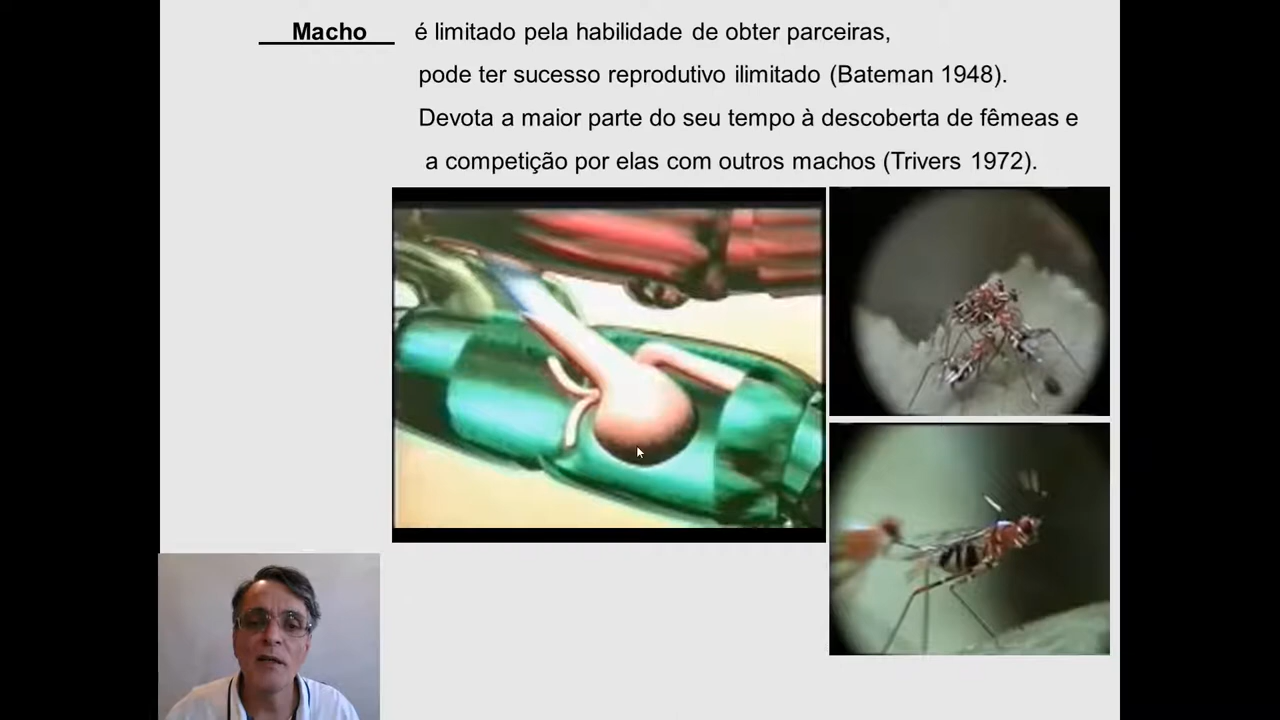 Macho é limitado pela habilidade de obter parceiras,
pode ter sucesso reprodutivo ilimitado (Bateman 1948).
Devota a maior parte do seu tempo à descoberta de fêmeas e
a competição por elas com outros machos (Trivers 1972).